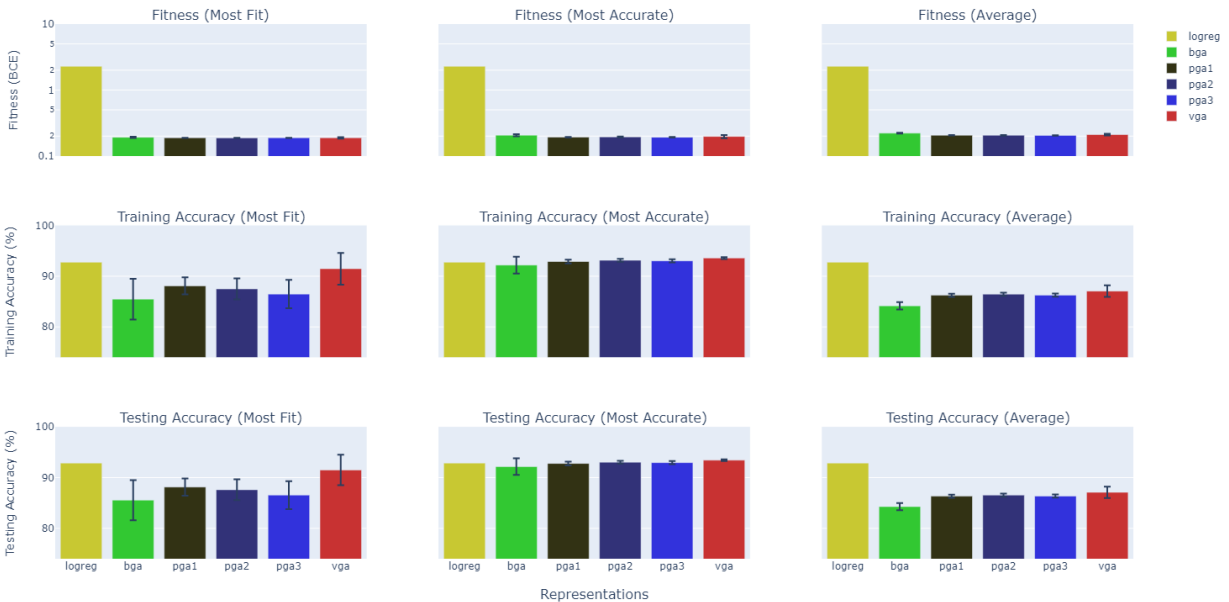 Fitness (Most Fit)
Fitness (Most Accurate)
Fitness (Average)
Fitness (BCE)
10
5
2
1
5
2
0.1
logreg
bga
pga1
pga2
pga3
vga
Training Accuracy (Most Fit)
Training Accuracy (Most Accurate)
Training Accuracy (Average)
Training Accuracy (%)
100
90
80
Testing Accuracy (Most Fit)
Testing Accuracy (Most Accurate)
Testing Accuracy (Average)
Testing Accuracy (%)
100
90
80
logreg bga pga1 pga2 pga3 vga
logreg bga pga1 pga2 pga3 vga
logreg bga pga1 pga2 pga3 vga
Representations